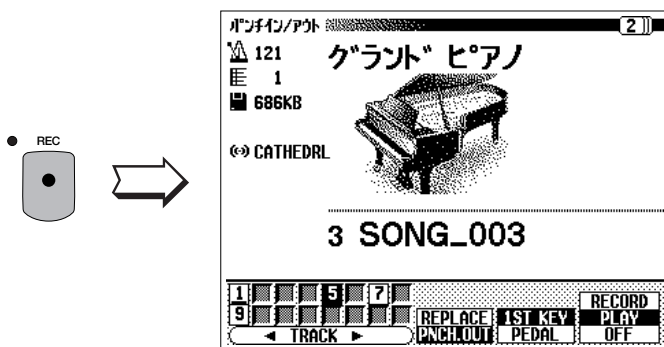 REC
パンチイン/アウト
2
121
グランド ピアノ
1
686KB
CATHEDRL
3 SONG_003
1 5 7
9
TRACK
REPLACE
PNCH.OUT
1ST KEY
PEDAL
RECORD
PLAY
OFF